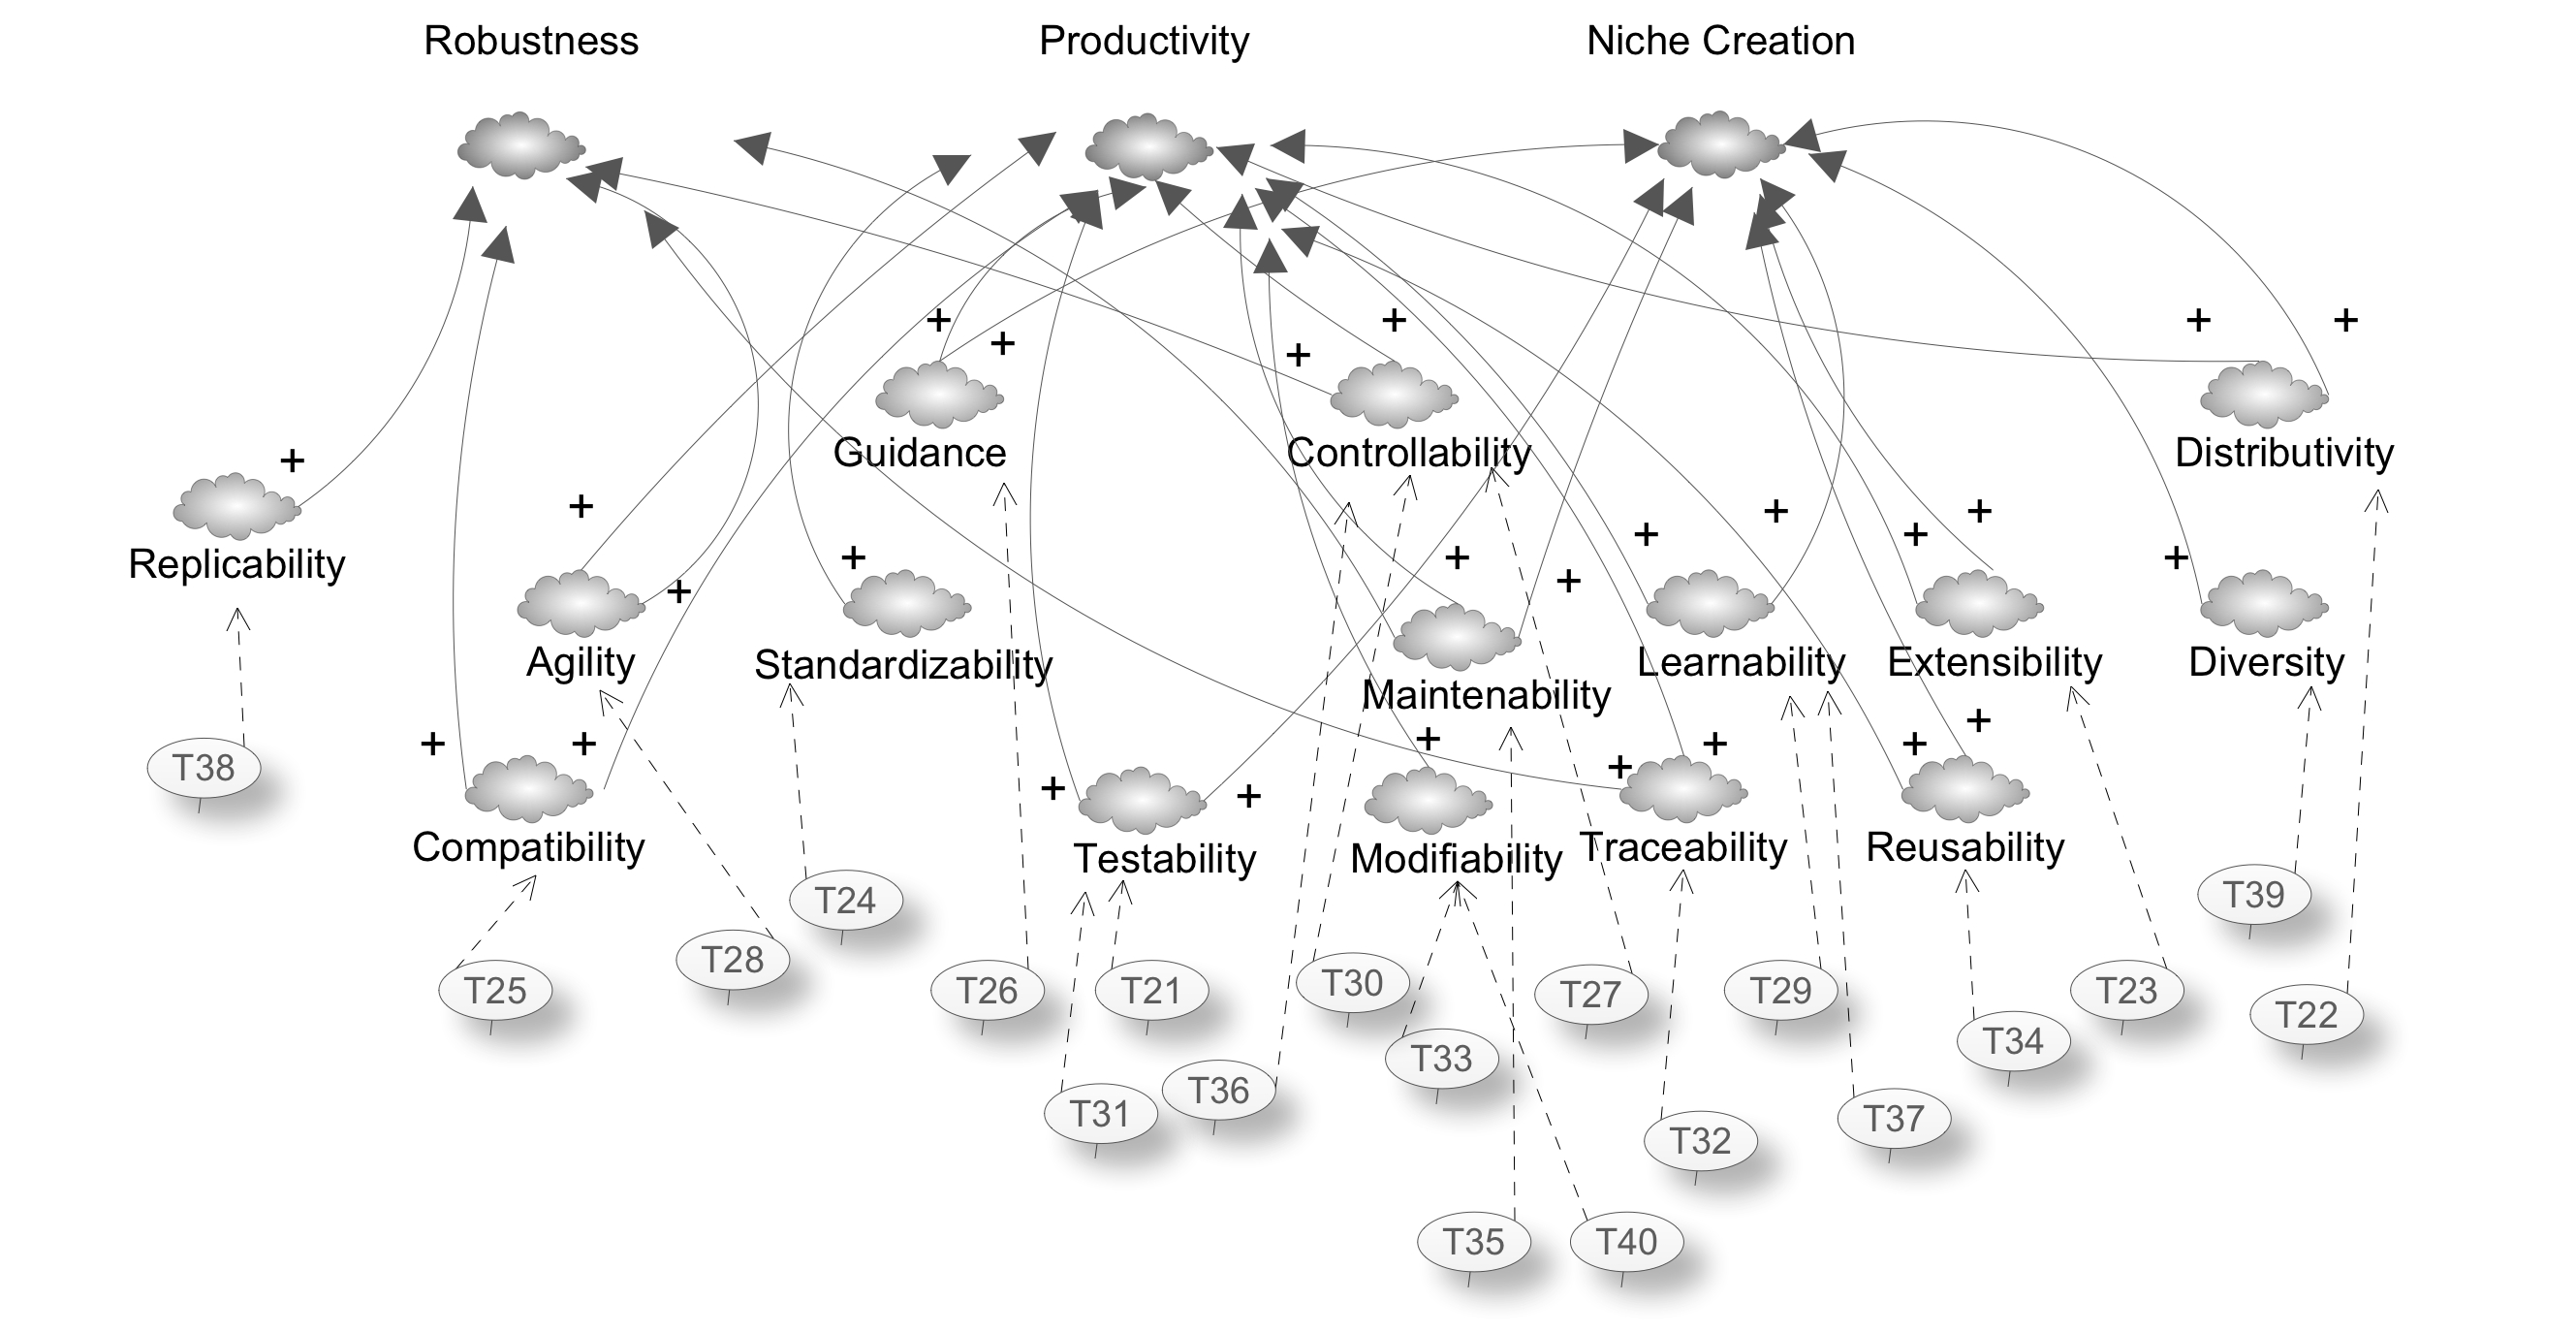 Robustness
Productivity
Niche Creation
+
+
+
+
+
+
Guidance
Controllability
Distributivity
+
Replicability
+
+
+
+
+
+
+
+
+
+
+
Agility
Standardizability
Maintenability
Learnability
Extensibility
Diversity
+
+
+
+
+
+
+
+
+
T38
Compatibility
Testability
Modifiability
Traceability
Reusability
T24
T39
T28
T25
T26
T21
T30
T27
T29
T23
T22
T33
T34
T31
T36
T32
T37
T35
T40